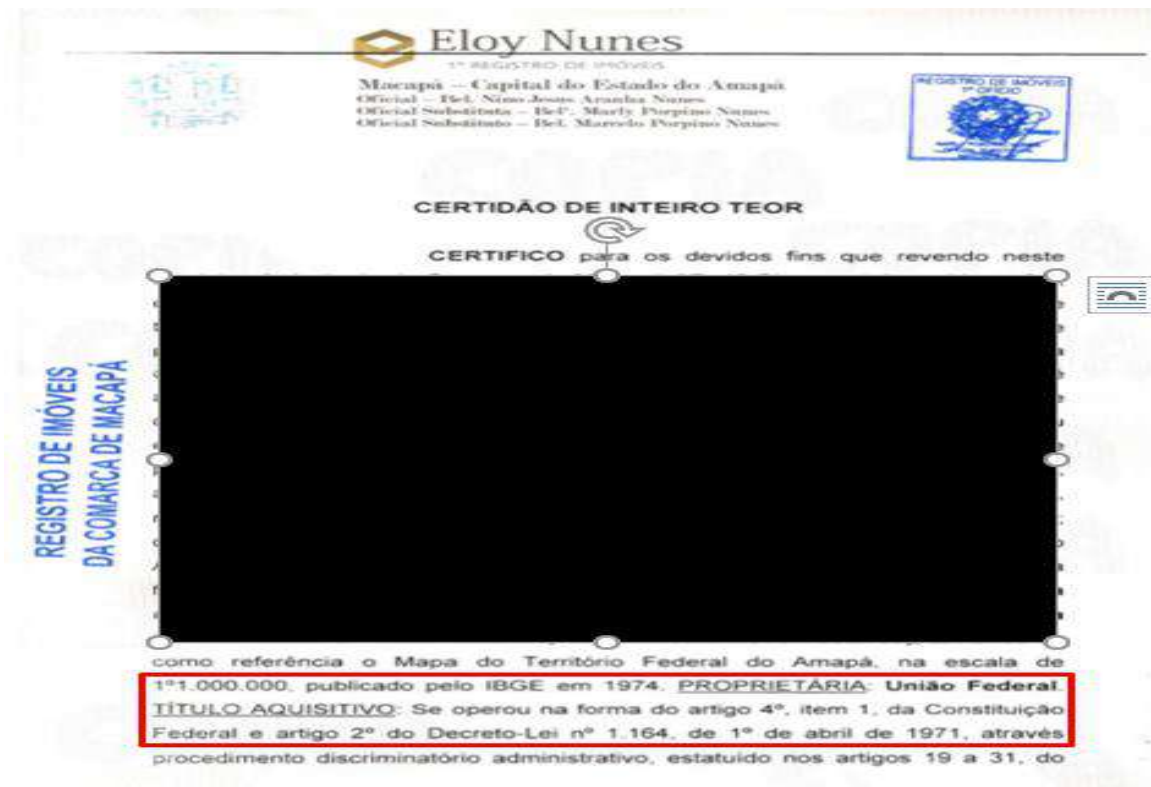 Eloy Nunes
1º REGISTRO DE IMÓVEIS
Macapá – Capital do Estado do Amapá
Oficial – Bel. Nino Jesus Aranha Nunes
Oficial Substituta – Belª. Marly Porpino Nunes
Oficial Substituto – Bel. Marcelo Porpino Nunes
REGISTRO DE IMÓVEIS
1º OFÍCIO
CERTIDÃO DE INTEIRO TEOR
CERTIFICO para os devidos fins que revendo neste
REGISTRO DE IMÓVEIS
DA COMARCA DE MACAPÁ
como referência o Mapa do Território Federal do Amapá, na escala de
1º1.000.000, publicado pelo IBGE em 1974. PROPRIETÁRIA: União Federal.
TÍTULO AQUISITIVO: Se operou na forma do artigo 4º, item 1, da Constituição
Federal e artigo 2º do Decreto-Lei nº 1.164, de 1º de abril de 1971, através
procedimento discriminatório administrativo, estatuído nos artigos 19 a 31, do